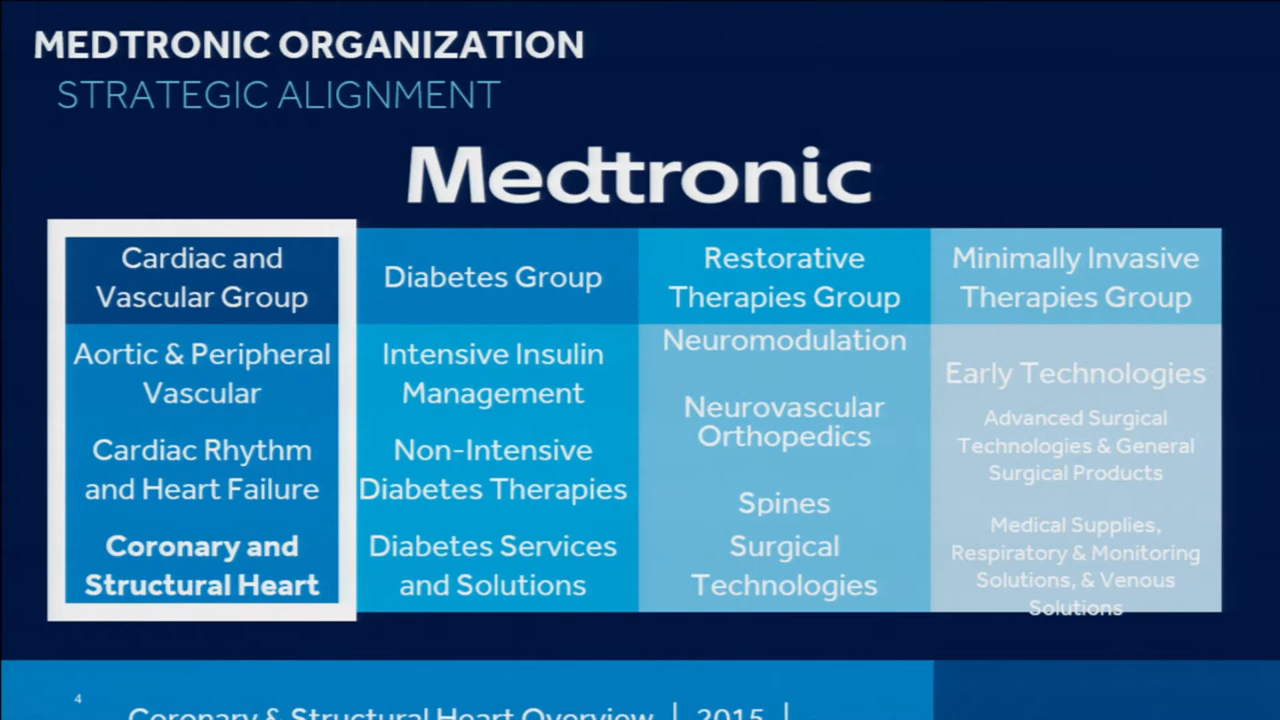 MEDTRONIC ORGANIZATION
STRATEGIC ALIGNMENT
Medtronic
Cardiac and
Vascular Group
Aortic & Peripheral
Vascular
Cardiac Rhythm
and Heart Failure
Coronary and
Structural Heart
Diabetes Group
Intensive Insulin
Management
Non-Intensive
Diabetes Therapies
Diabetes Services
and Solutions
Restorative
Therapies Group
Neuromodulation
Neurovascular
Orthopedics
Spines
Surgical
Technologies
Minimally Invasive
Therapies Group
Early Technologies
Advanced Surgical
Technologies & General
Surgical Products
Medical Supplies,
Respiratory & Monitoring
Solutions, & Venous
Solutions
4
Coronary & Structural Heart Overview | 2015 |